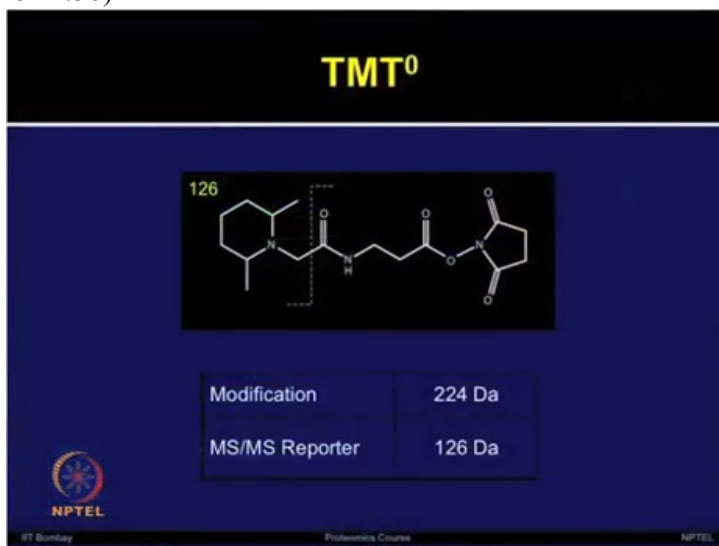 TMT⁰
126
N
O
N
H
O
O
N
O
O
Modification 224 Da
MS/MS Reporter 126 Da
NPTEL
IIT Bombay Proteomics Course NPTEL